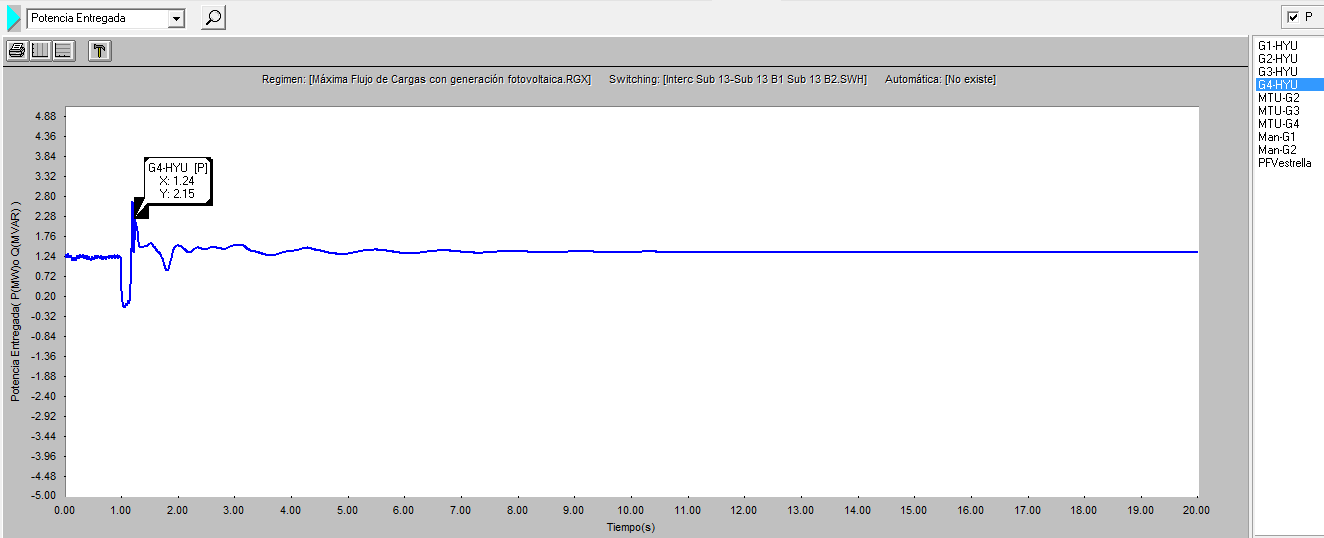 Potencia Entregada
P
Regimen: [Máxima Flujo de Cargas con generación fotovoltaica.RGX] Switching: [Interc Sub 13-Sub 13 B1 Sub 13 B2.SWH] Automática: [No existe]
G1-HYU
G2-HYU
G3-HYU
G4-HYU
MTU-G2
MTU-G3
MTU-G4
Man-G1
Man-G2
PFVestrella
Potencia Entregada( P(MW)o Q(MVAR) )
4.88
4.36
3.84
3.32
2.80
2.28
1.76
1.24
0.72
0.20
-0.32
-0.84
-1.36
-1.88
-2.40
-2.92
-3.44
-3.96
-4.48
-5.00
G4-HYU [P]
X: 1.24
Y: 2.15
0.00 1.00 2.00 3.00 4.00 5.00 6.00 7.00 8.00 9.00 10.00 11.00 12.00 13.00 14.00 15.00 16.00 17.00 18.00 19.00 20.00
Tiempo(s)